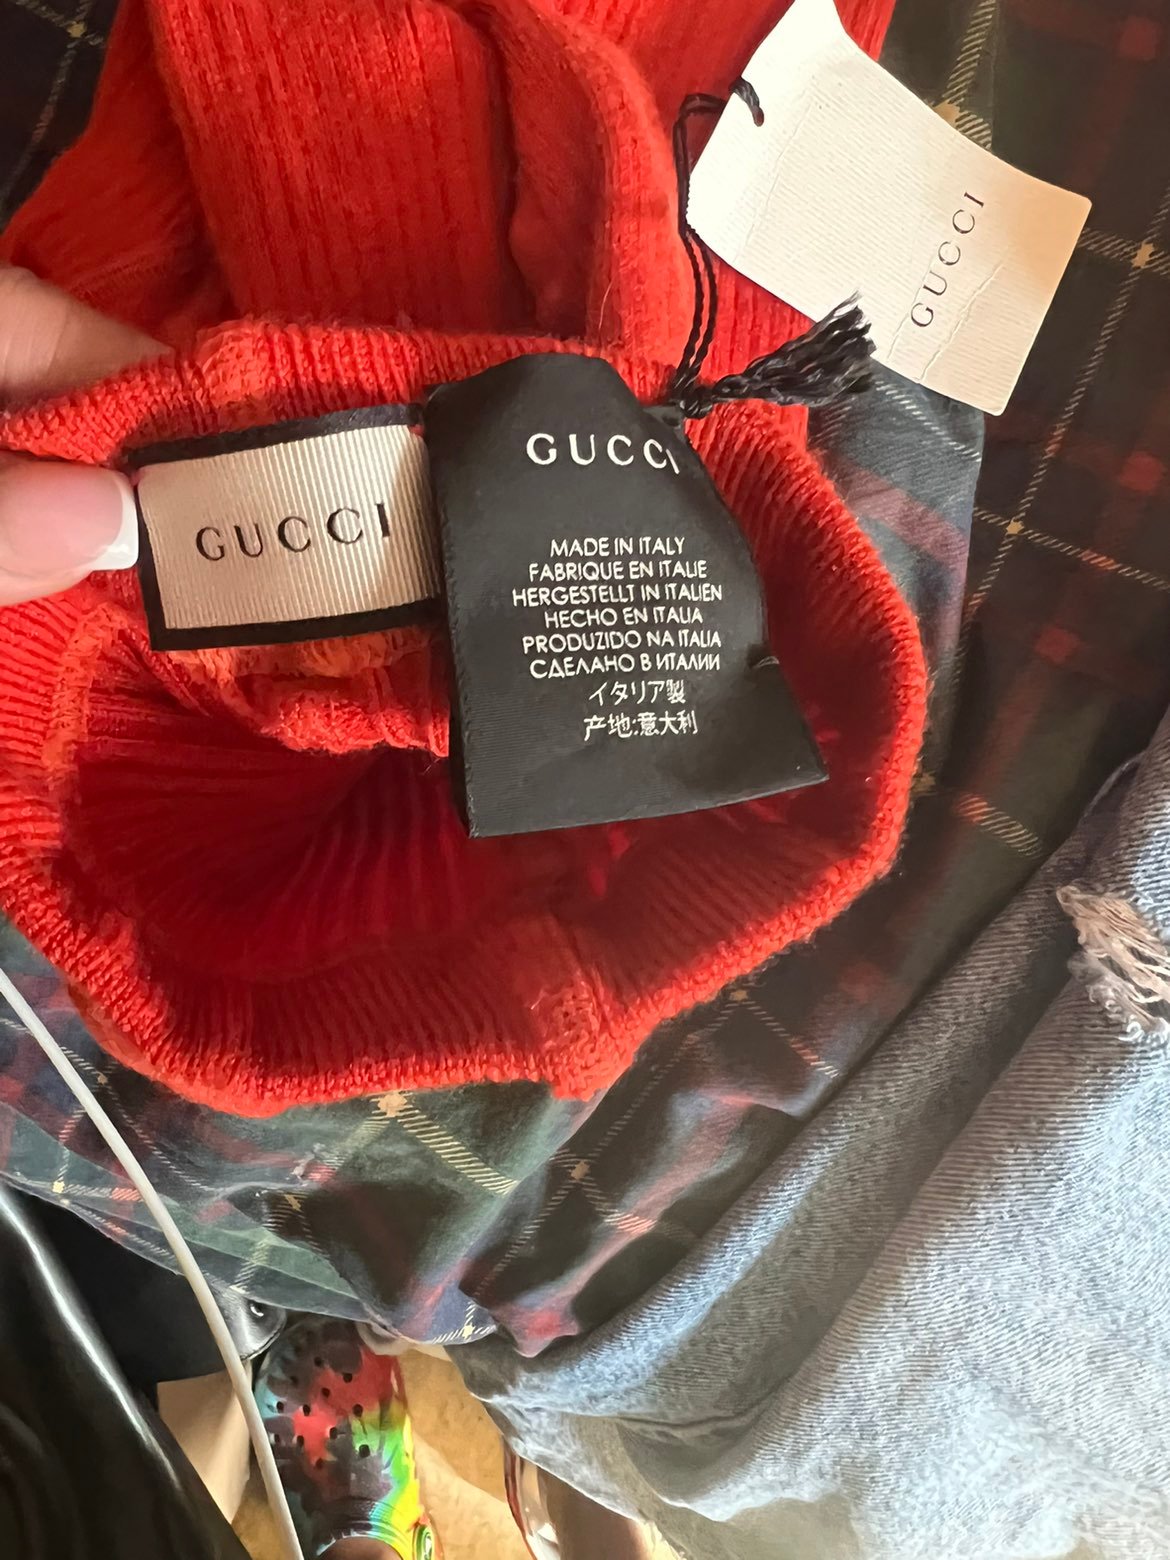 GUCCI
GUCCI
GUCCI
MADE IN ITALY
FABRIQUE EN ITALIE
HERGESTELLT IN ITALIEN
HECHO EN ITALIA
PRODUZIDO NA ITALIA
СДЕЛАНО В ИТАЛИИ
イタリア製
产地:意大利